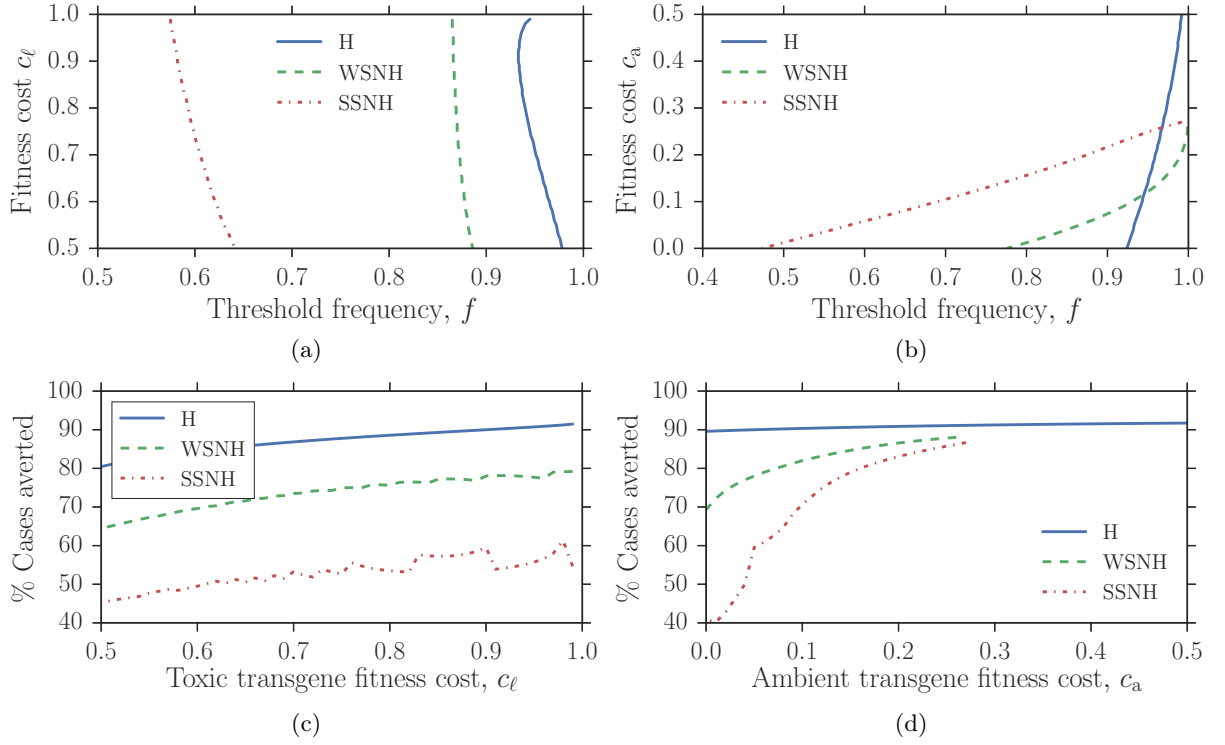 1.0
0.9
0.8
0.7
0.6
0.5
Fitness cost cℓ
H
WSNH
SSNH
0.5 0.6 0.7 0.8 0.9 1.0
Threshold frequency, f
(a)
0.5
0.4
0.3
0.2
0.1
0.0
Fitness cost ca
H
WSNH
SSNH
0.4 0.5 0.6 0.7 0.8 0.9 1.0
Threshold frequency, f
(b)
100
90
80
70
60
50
40
% Cases averted
H
WSNH
SSNH
0.5 0.6 0.7 0.8 0.9 1.0
Toxic transgene fitness cost, cℓ
(c)
100
90
80
70
60
50
40
% Cases averted
H
WSNH
SSNH
0.0 0.1 0.2 0.3 0.4 0.5
Ambient transgene fitness cost, ca
(d)